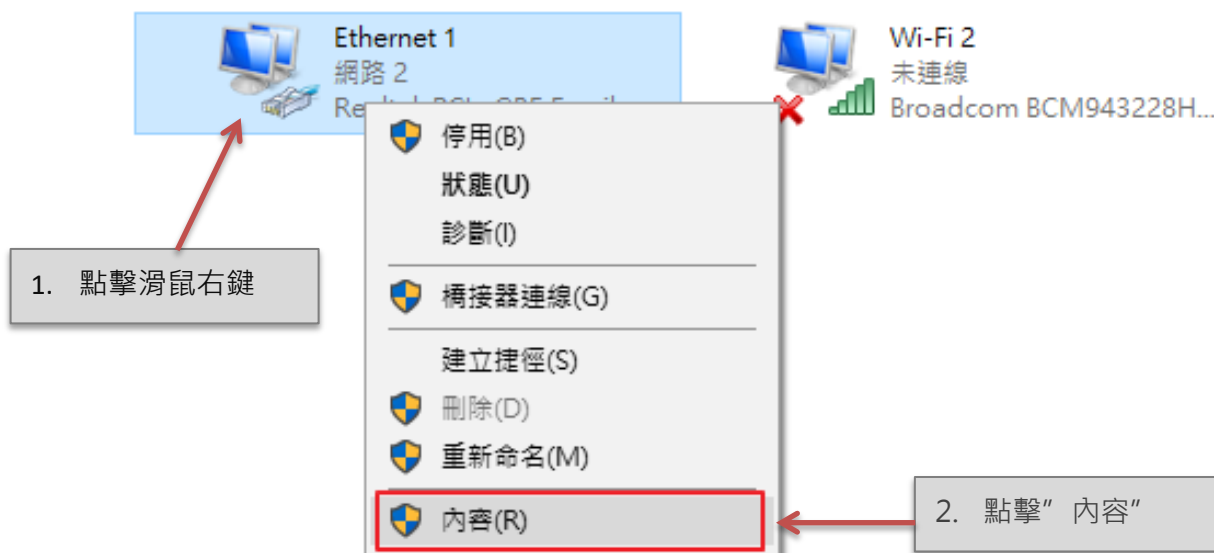 Ethernet 1
網路 2
Wi-Fi 2
未連線
Broadcom BCM943228H...
停用(B)
狀態(U)
診斷(I)
橋接器連線(G)
建立捷徑(S)
刪除(D)
重新命名(M)
內容(R)
1. 點擊滑鼠右鍵
2. 點擊”內容”